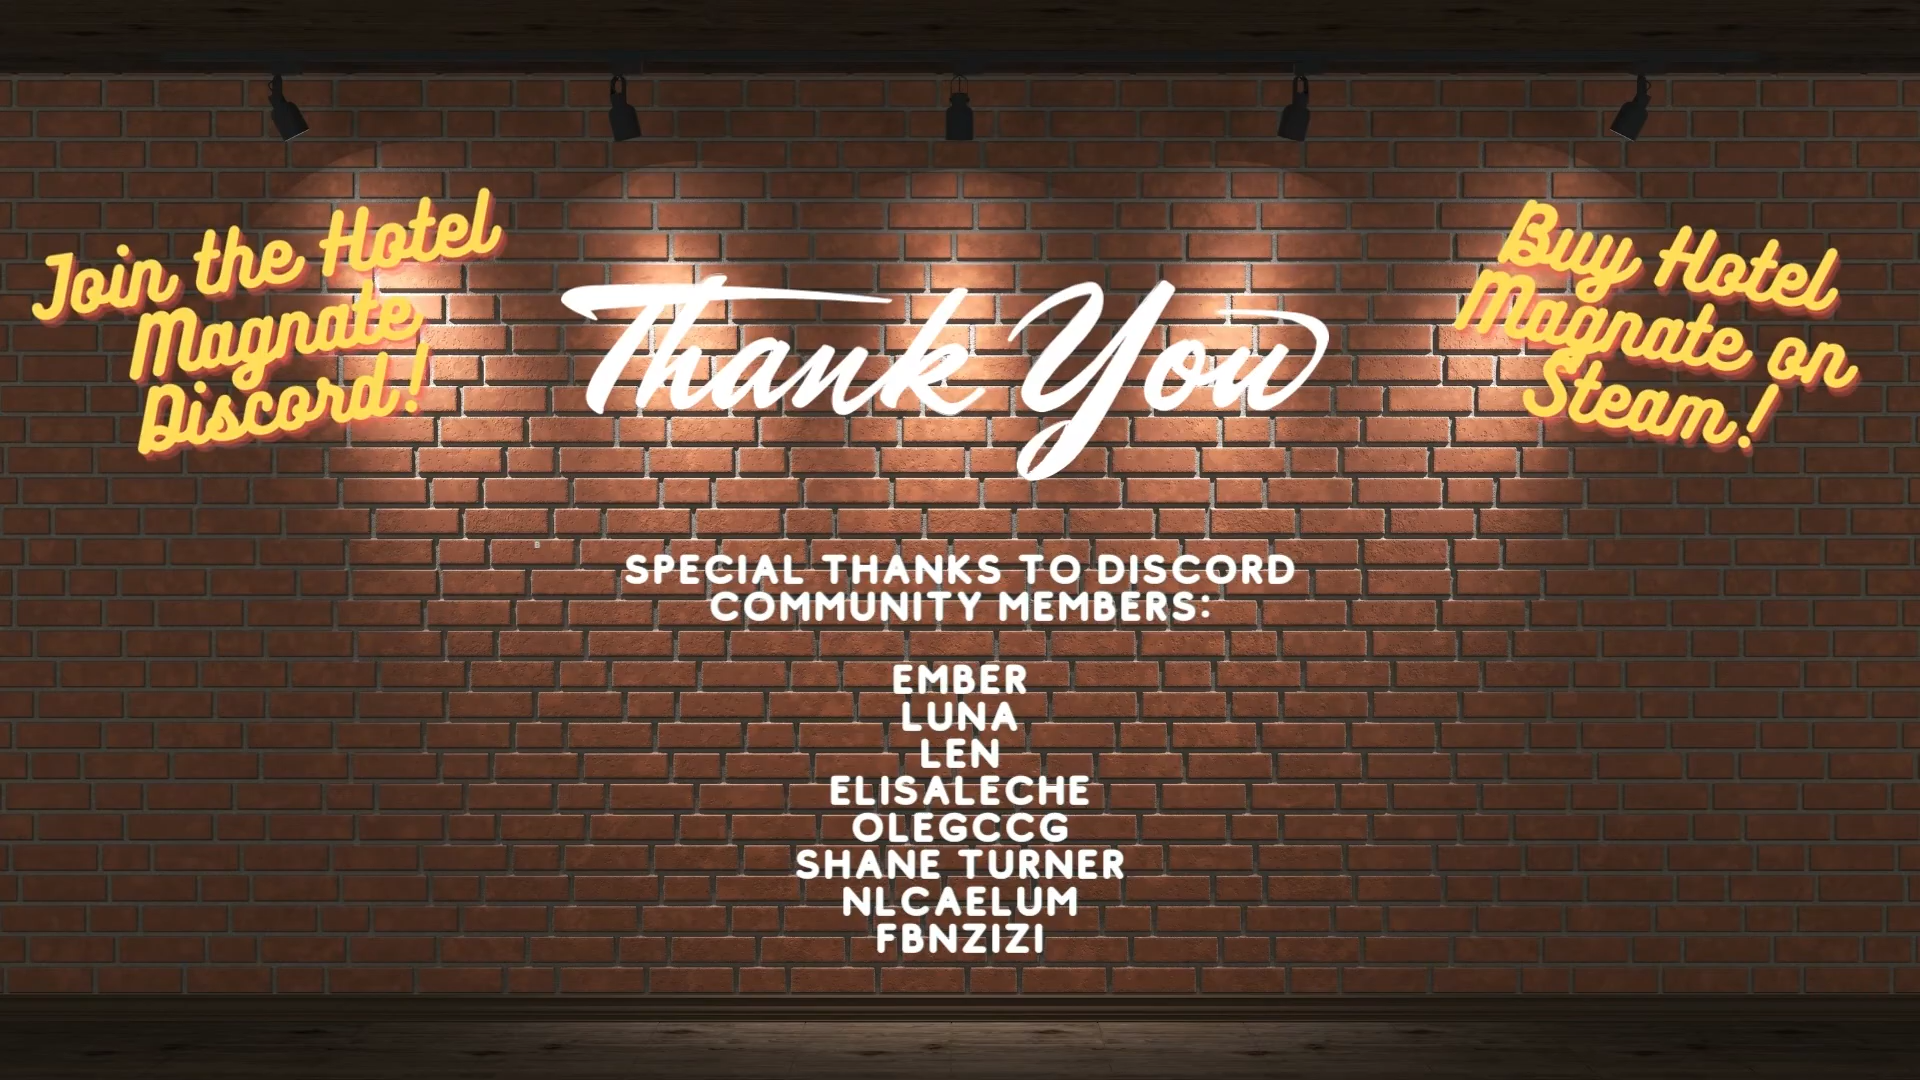 Join the Hotel
Magnate
Discord!
Thank You
Buy Hotel
Magnate on
Steam!
SPECIAL THANKS TO DISCORD
COMMUNITY MEMBERS:
EMBER
LUNA
LEN
ELISALECHE
OLEGCCG
SHANE TURNER
NLCAELUM
FBNZIZI